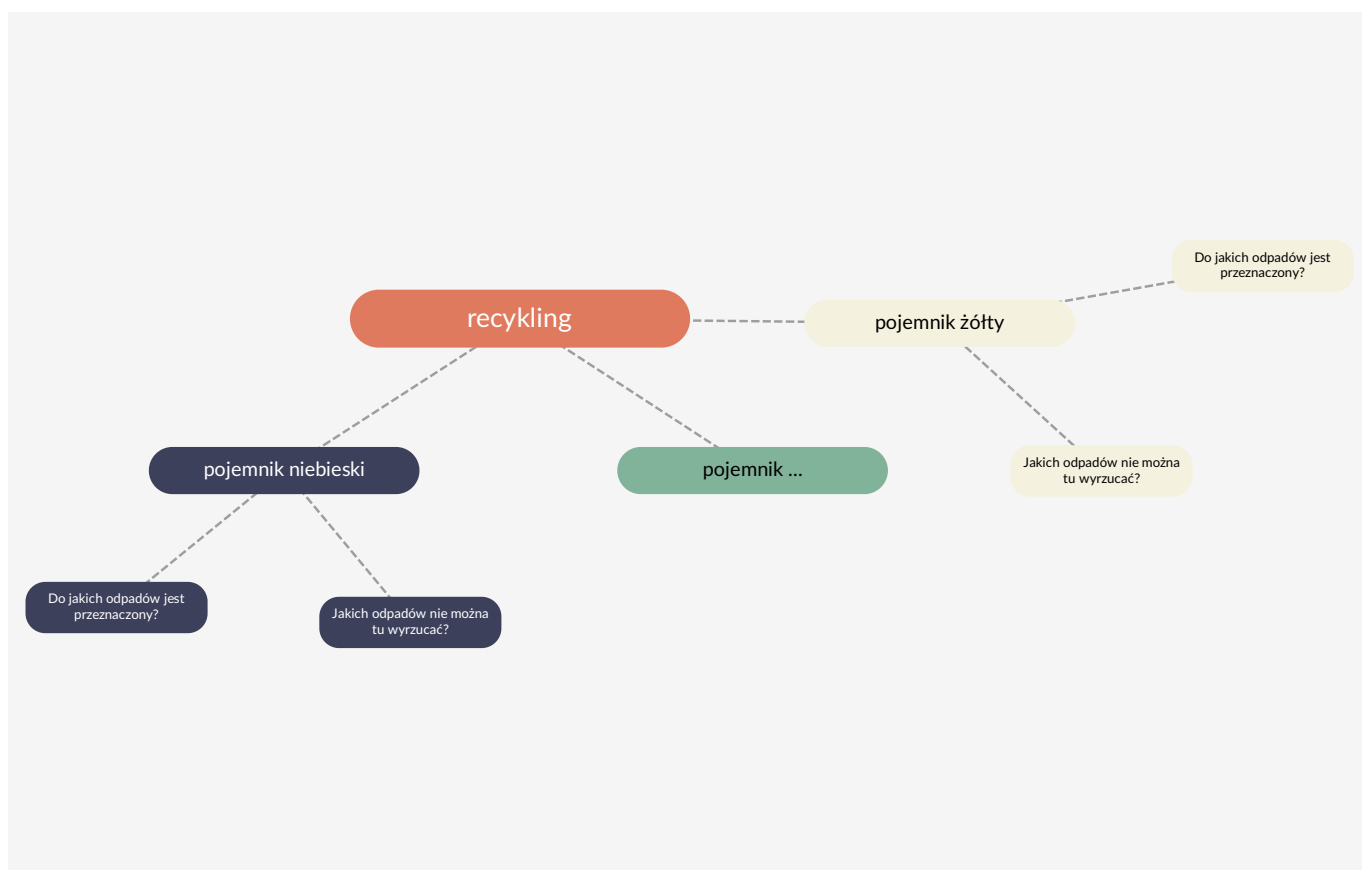 Do jakich odpadów jest
przeznaczony?
recykling
pojemnik żółty
pojemnik niebieski
pojemnik ...
Jakich odpadów nie można
tu wyrzucać?
Do jakich odpadów jest
przeznaczony?
Jakich odpadów nie można
tu wyrzucać?